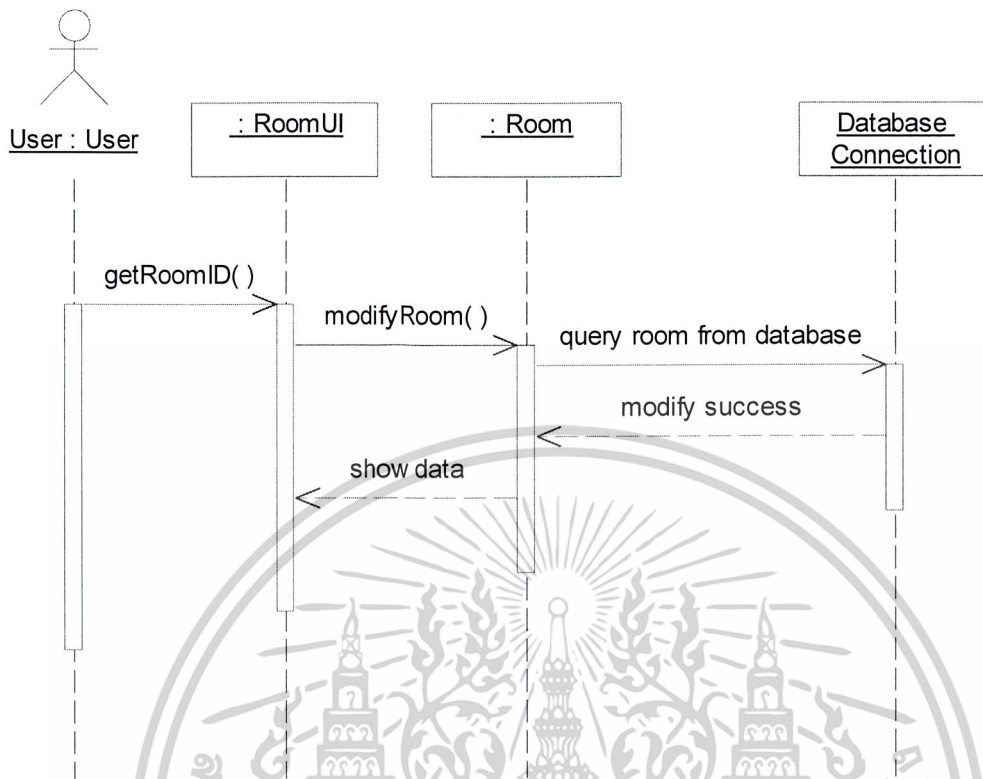 User : User
: RoomUI
: Room
Database
Connection
getRoomID( )
modifyRoom( )
query room from database
modify success
show data